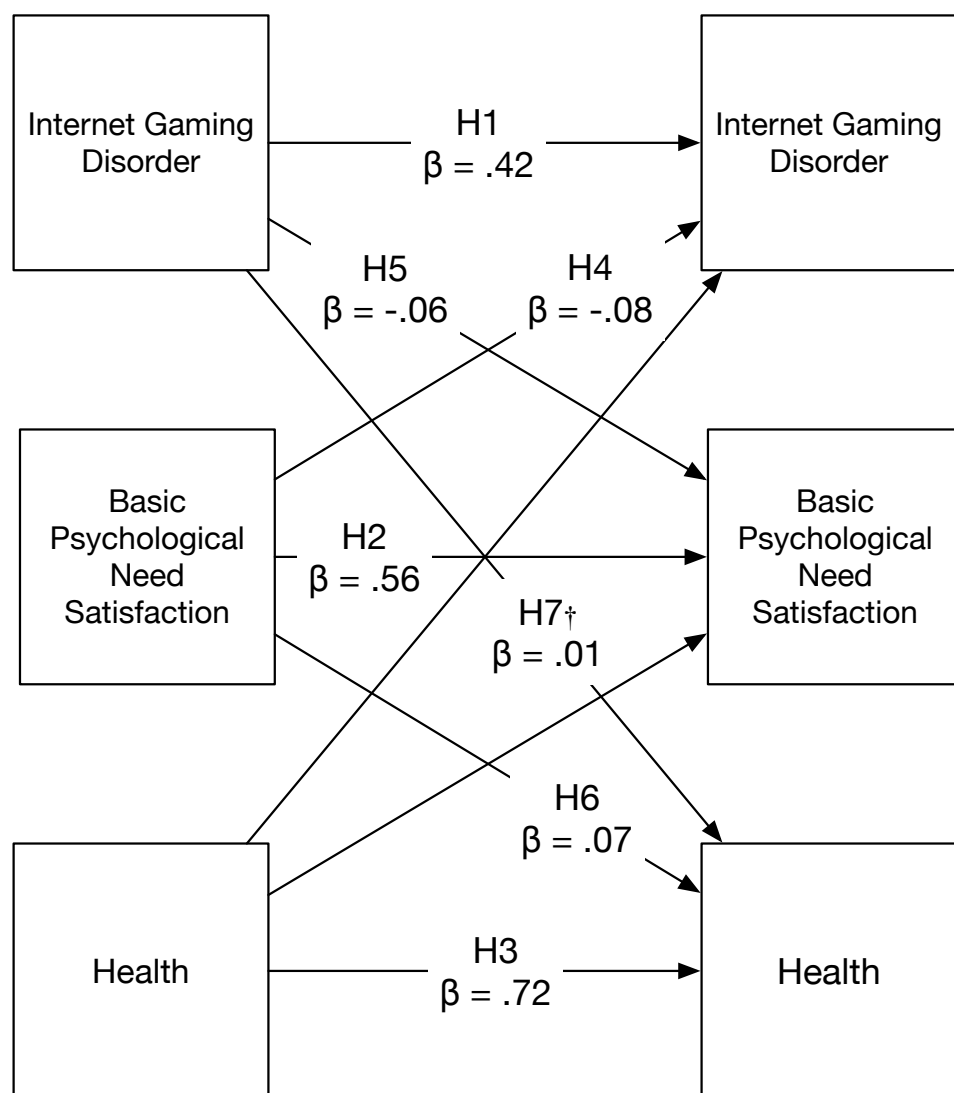 Internet Gaming
Disorder
H1
β = .42
Internet Gaming
Disorder
H5
β = -.06
H4
β = -.08
Basic
Psychological
Need
Satisfaction
H2
β = .56
H7†
β = .01
Basic
Psychological
Need
Satisfaction
H6
β = .07
Health
H3
β = .72
Health